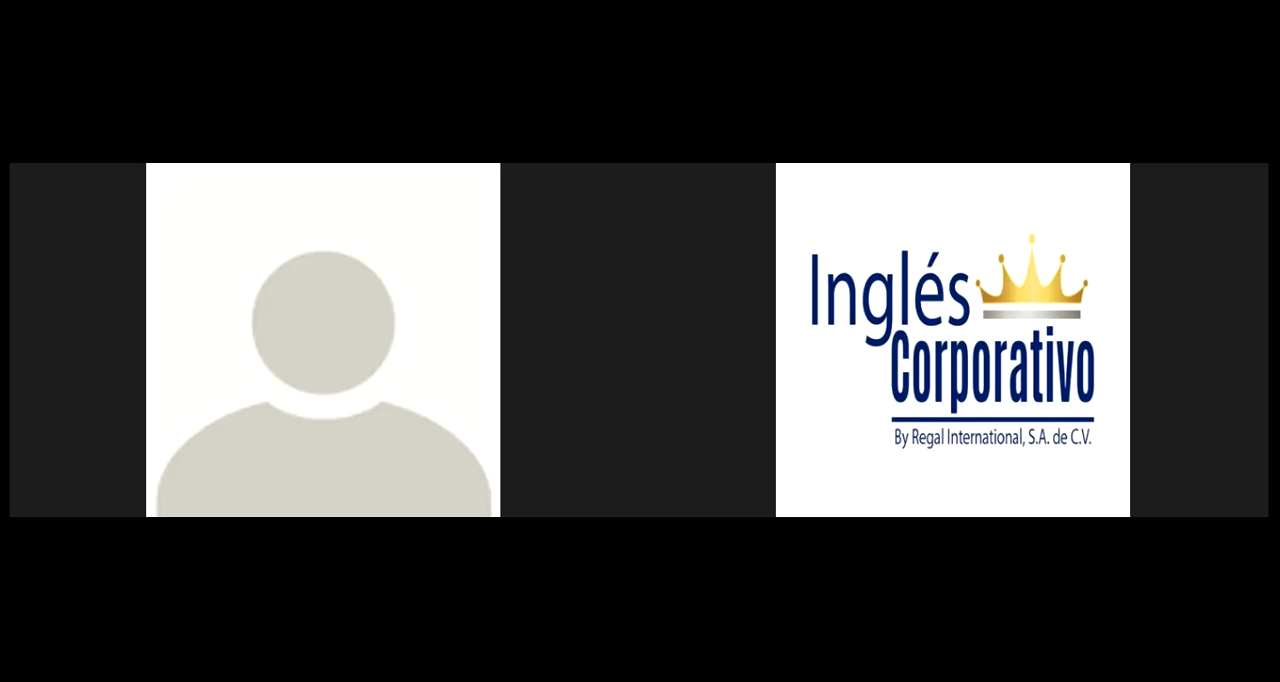 Inglés
Corporativo
By Regal International, S.A. de C.V.